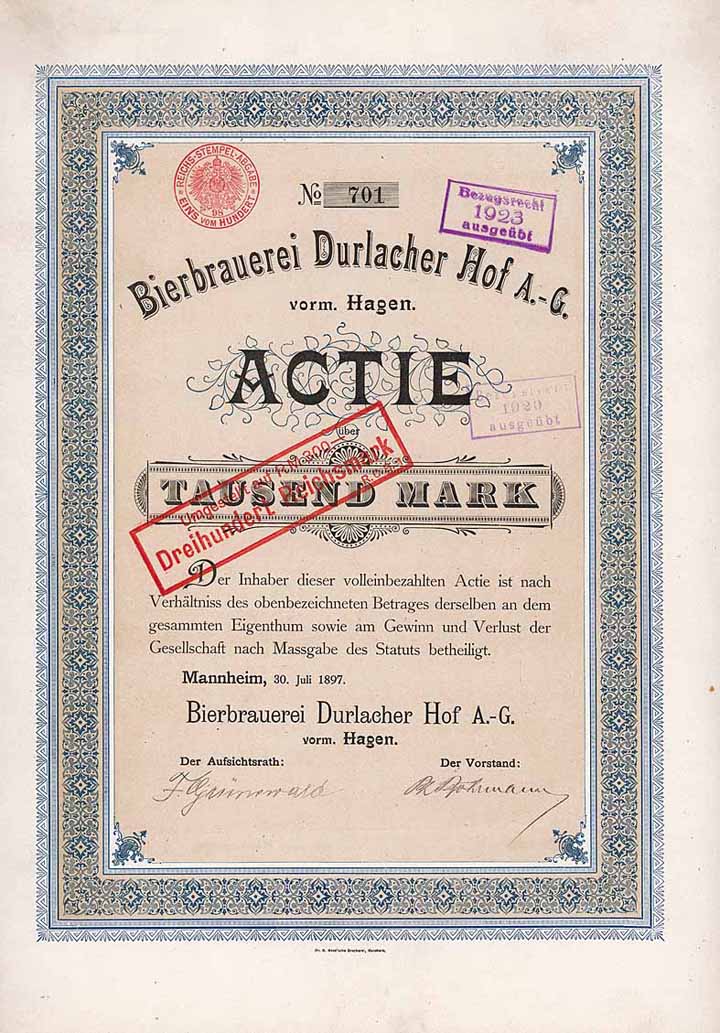 REICHS-STEMPEL-ABGABE
98
EINS VOM HUNDERT
No 701
Bezugsrecht
1923
ausgeübt
Bierbrauerei Durlacher Hof A.-G.
vorm. Hagen.
ACTIE
1920
ausgeübt
über
TAUSEND MARK
Umgestellt auf
Dreihundert Reichsmark
Der Inhaber dieser volleinbezahlten Actie ist nach
Verhältniss des obenbezeichneten Betrages derselben an dem
gesammten Eigenthum sowie am Gewinn und Verlust der
Gesellschaft nach Massgabe des Statuts betheiligt.
Mannheim, 30. Juli 1897.
Bierbrauerei Durlacher Hof A.-G.
vorm. Hagen.
Der Aufsichtsrath: Der Vorstand: